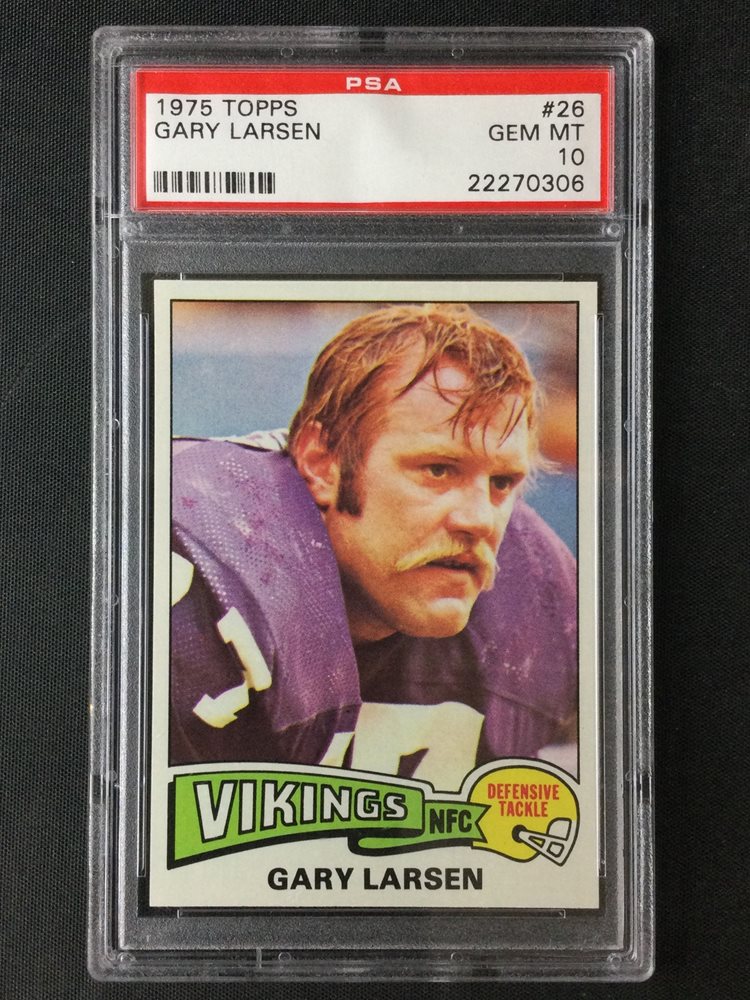 PSA
1975 TOPPS #26
GARY LARSEN GEM MT
10
22270306
VIKINGS NFC
DEFENSIVE
TACKLE
GARY LARSEN